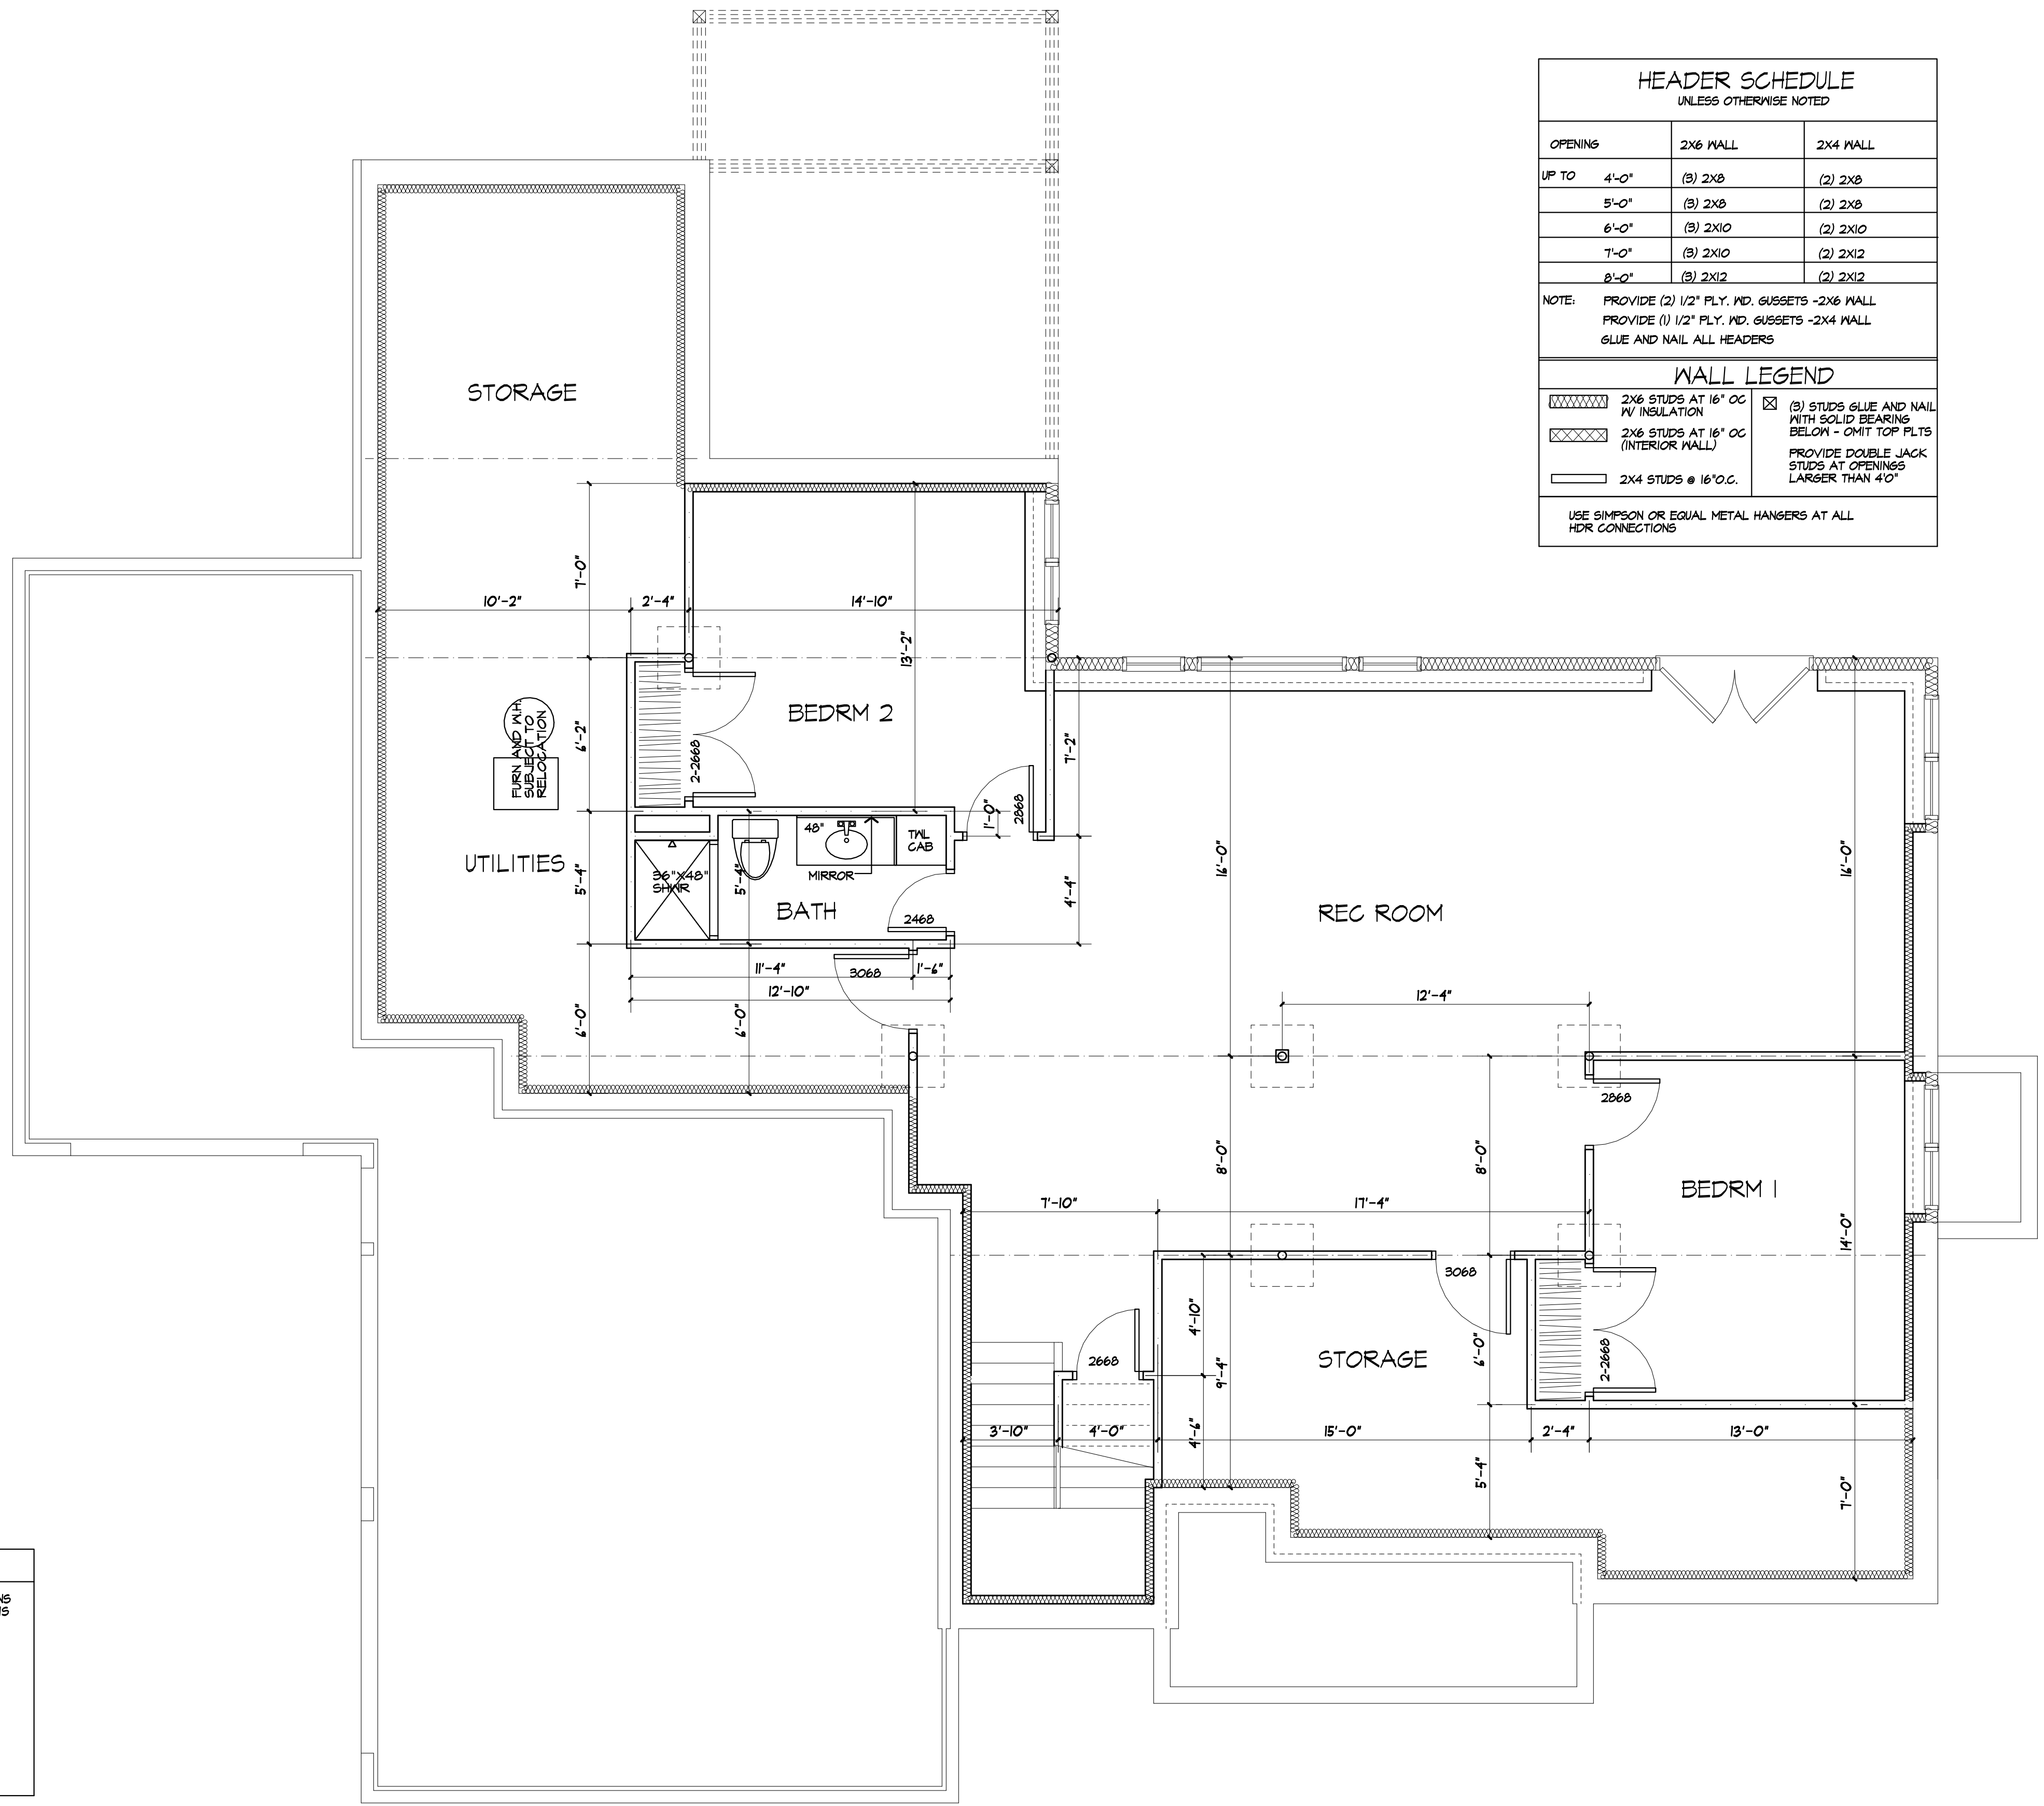 HEADER SCHEDULE
UNLESS OTHERWISE NOTED
OPENING 2X6 WALL 2X4 WALL
UP TO 4'-0" (3) 2X8 (2) 2X8
5'-0" (3) 2X8 (2) 2X8
6'-0" (3) 2X10 (2) 2X10
7'-0" (3) 2X10 (2) 2X12
8'-0" (3) 2X12 (2) 2X12
NOTE: PROVIDE (2) 1/2" PLY. WD. GUSSETS -2X6 WALL
PROVIDE (1) 1/2" PLY. WD. GUSSETS -2X4 WALL
GLUE AND NAIL ALL HEADERS
WALL LEGEND
2X6 STUDS AT 16" OC
W/ INSULATION
2X6 STUDS AT 16" OC
(INTERIOR WALL)
2X4 STUDS @ 16"O.C.
(3) STUDS GLUE AND NAIL
WITH SOLID BEARING
BELOW - OMIT TOP PLTS
PROVIDE DOUBLE JACK
STUDS AT OPENINGS
LARGER THAN 4'0"
USE SIMPSON OR EQUAL METAL HANGERS AT ALL
HDR CONNECTIONS
STORAGE
7'-0"
10'-2"
2'-4"
14'-10"
13'-2"
BEDRM 2
FURN AND W.H.
SUBJECT TO
RELOCATION
6'-2"
2-2668
7'-2"
1'-0"
2868
48"
TWL
CAB
UTILITIES
5'-4"
36"X48"
SHWR
5'-4"
MIRROR
BATH
2468
4'-4"
16'-0"
REC ROOM
16'-0"
11'-4"
3068
1'-6"
12'-10"
6'-0"
6'-0"
12'-4"
2868
8'-0"
8'-0"
BEDRM 1
7'-10"
17'-4"
14'-0"
3068
4'-10"
2668
9'-4"
STORAGE
6'-0"
2-2668
3'-10"
4'-0"
4'-6"
15'-0"
2'-4"
13'-0"
5'-4"
7'-0"